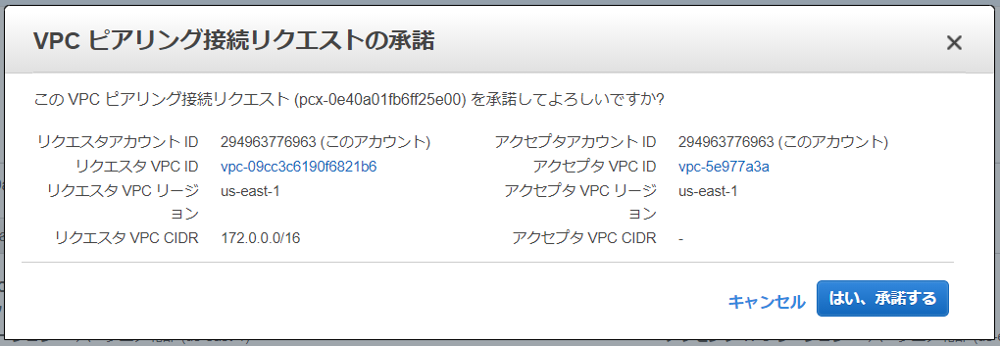 VPC ピアリング接続リクエストの承諾
この VPC ピアリング接続リクエスト (pcx-0e40a01fb6ff25e00) を承諾してよろしいですか?
リクエスタアカウント ID 294963776963 (このアカウント) アクセプタアカウント ID 294963776963 (このアカウント)
リクエスタ VPC ID vpc-09cc3c6190f6821b6 アクセプタ VPC ID vpc-5e977a3a
リクエスタ VPC リージ us-east-1 アクセプタ VPC リージ us-east-1
ョン ョン
リクエスタ VPC CIDR 172.0.0.0/16 アクセプタ VPC CIDR -
キャンセル はい、承諾する